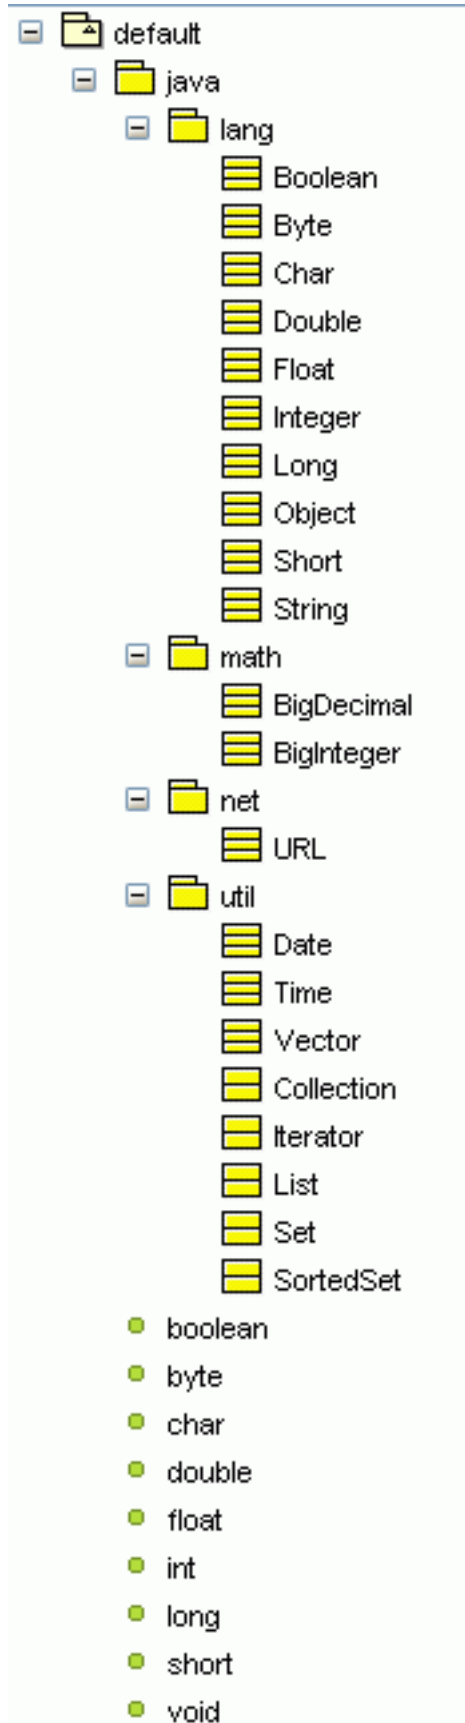 default
java
lang
Boolean
Byte
Char
Double
Float
Integer
Long
Object
Short
String
math
BigDecimal
BigInteger
net
URL
util
Date
Time
Vector
Collection
Iterator
List
Set
SortedSet
boolean
byte
char
double
float
int
long
short
void